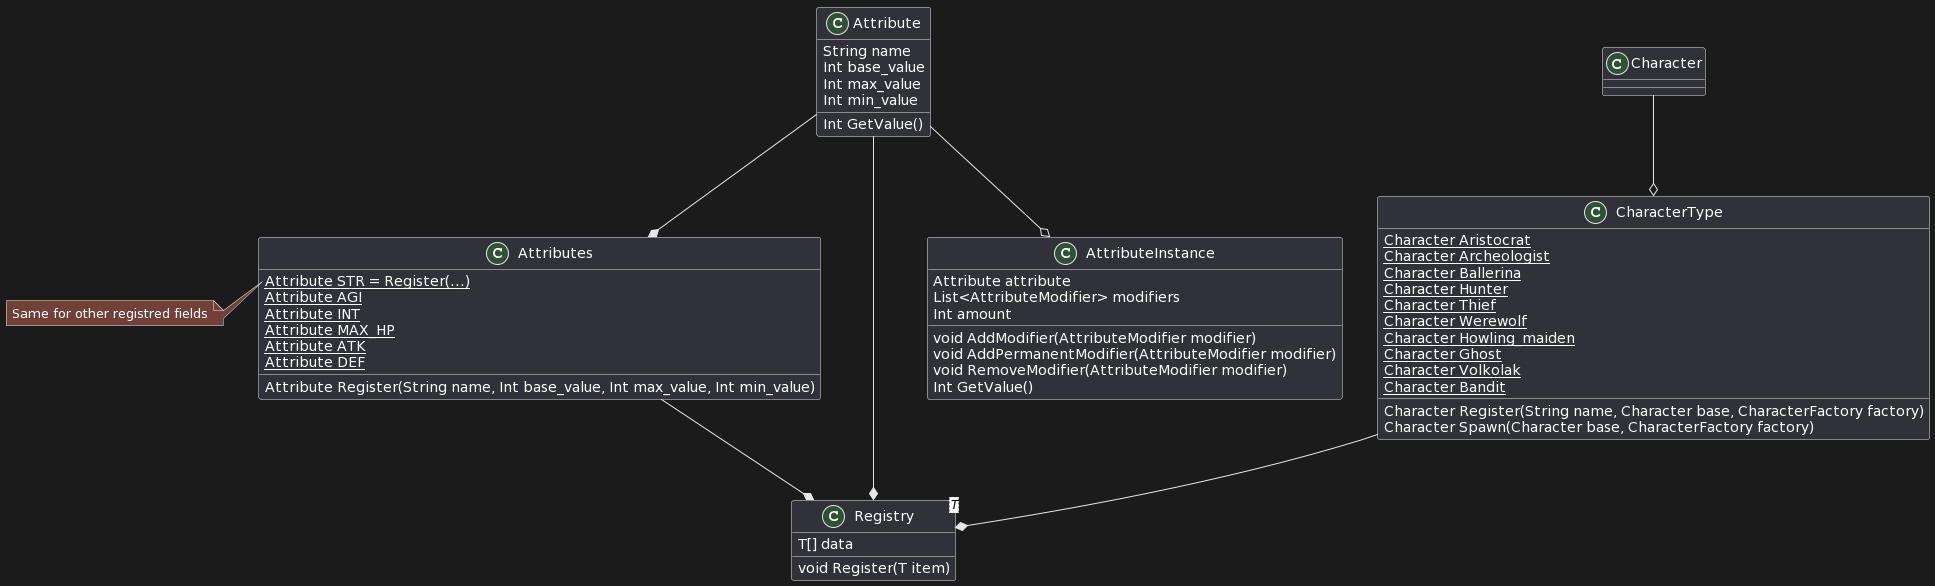 C Attribute
String name
Int base_value
Int max_value
Int min_value
Int GetValue()
C Character
C Attributes
Attribute STR = Register(...)
Attribute AGI
Attribute INT
Attribute MAX_HP
Attribute ATK
Attribute DEF
Attribute Register(String name, Int base_value, Int max_value, Int min_value)
Same for other registred fields
C AttributeInstance
Attribute attribute
List<AttributeModifier> modifiers
Int amount
void AddModifier(AttributeModifier modifier)
void AddPermanentModifier(AttributeModifier modifier)
void RemoveModifier(AttributeModifier modifier)
Int GetValue()
C CharacterType
Character Aristocrat
Character Archeologist
Character Ballerina
Character Hunter
Character Thief
Character Werewolf
Character Howling_maiden
Character Ghost
Character Volkolak
Character Bandit
Character Register(String name, Character base, CharacterFactory factory)
Character Spawn(Character base, CharacterFactory factory)
C Registry
T
T[] data
void Register(T item)